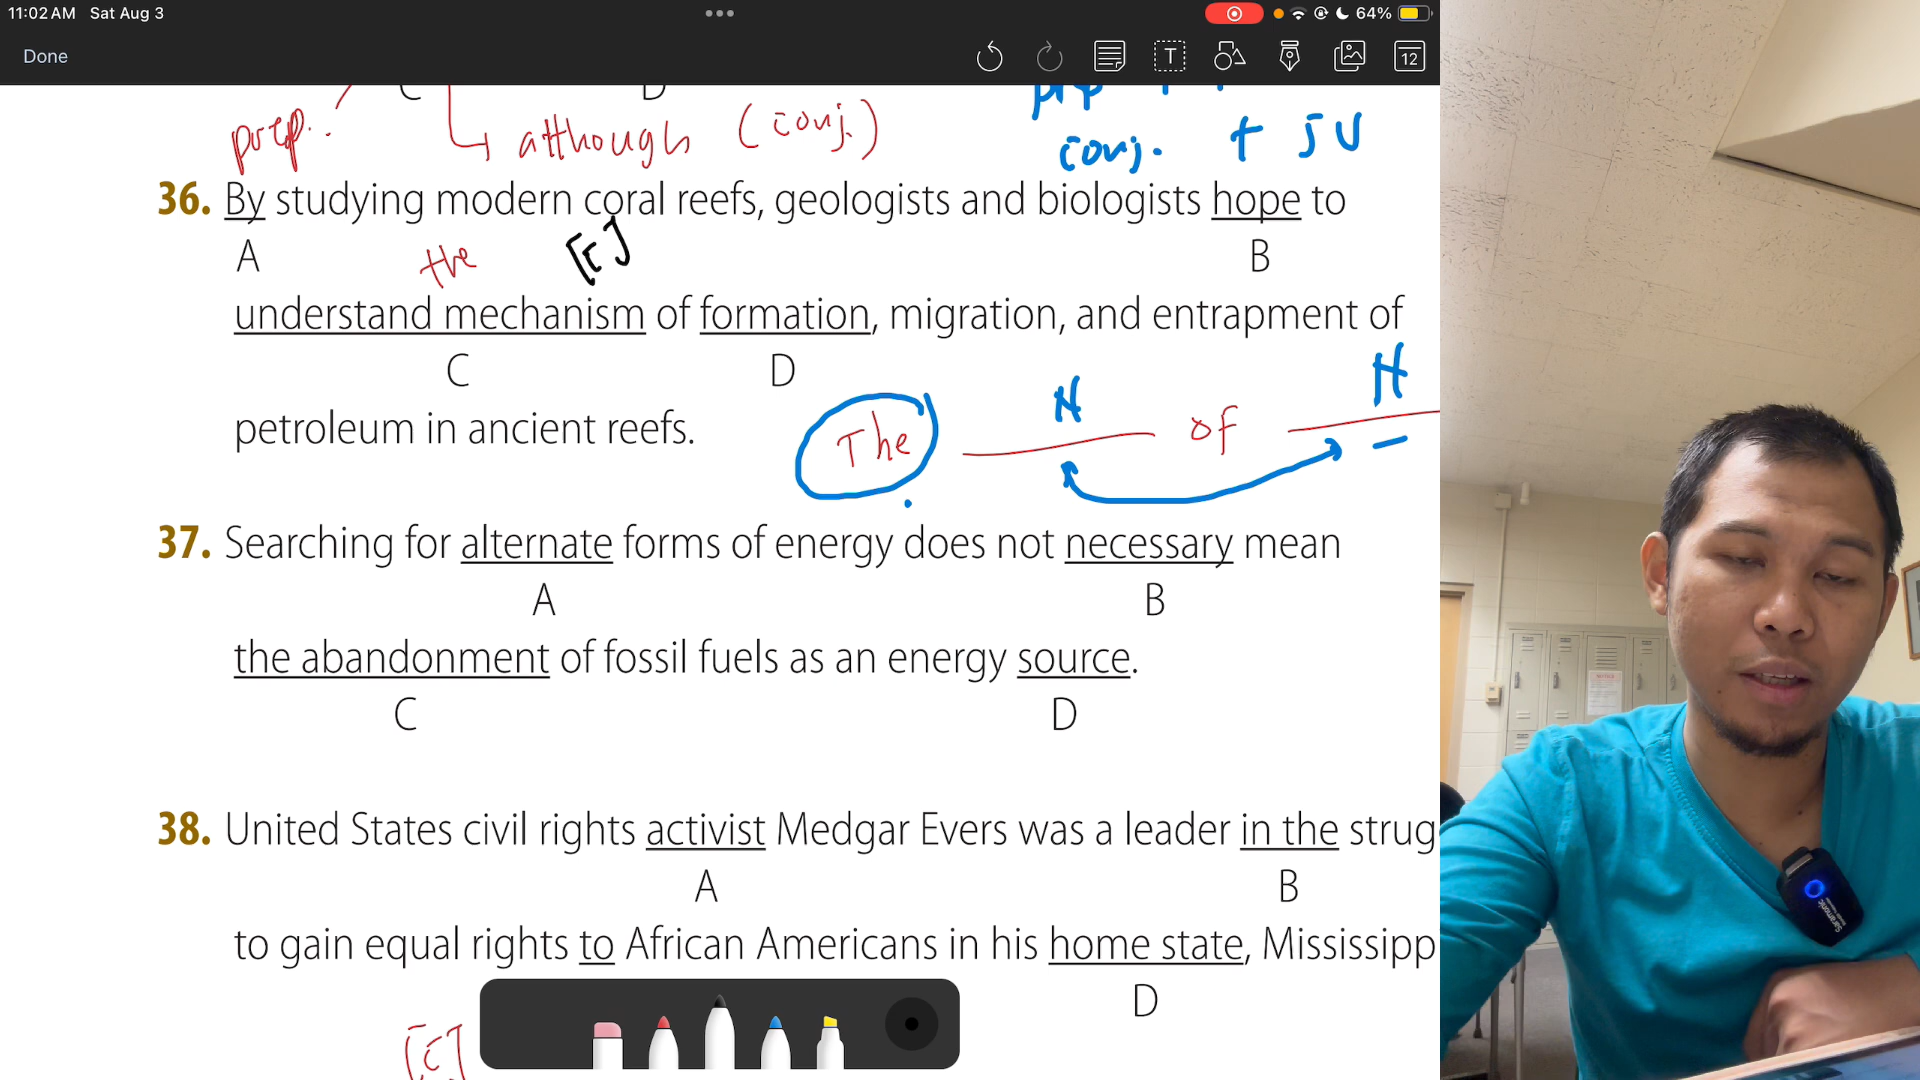 11:02 AM Sat Aug 3
64%
Done
T
12
C D
prep.. although (conj.)
conj. + SV
36. By studying modern coral reefs, geologists and biologists hope to
A B
the [C]
understand mechanism of formation, migration, and entrapment of
C D
N N
The of
petroleum in ancient reefs.
37. Searching for alternate forms of energy does not necessary mean
A B
the abandonment of fossil fuels as an energy source.
C D
38. United States civil rights activist Medgar Evers was a leader in the strug
A B
to gain equal rights to African Americans in his home state, Mississipp
D
[C]
Saramonic